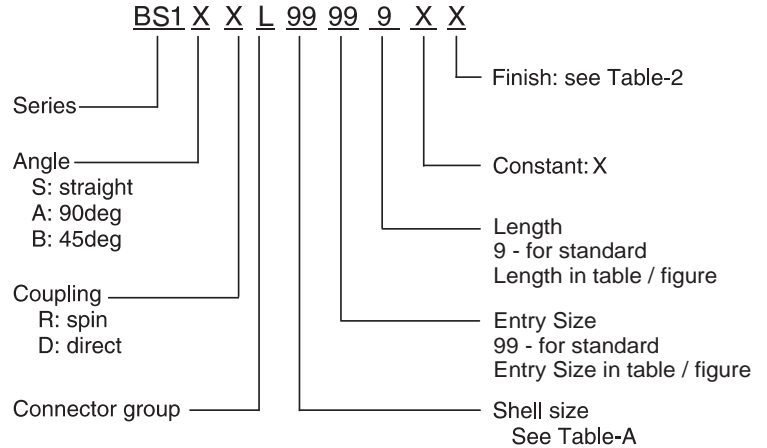 BS1 X X L 99 99 9 X X
Series
Angle
S: straight
A: 90deg
B: 45deg
Coupling
R: spin
D: direct
Connector group
Finish: see Table-2
Constant: X
Length
9 - for standard
Length in table / figure
Entry Size
99 - for standard
Entry Size in table / figure
Shell size
See Table-A